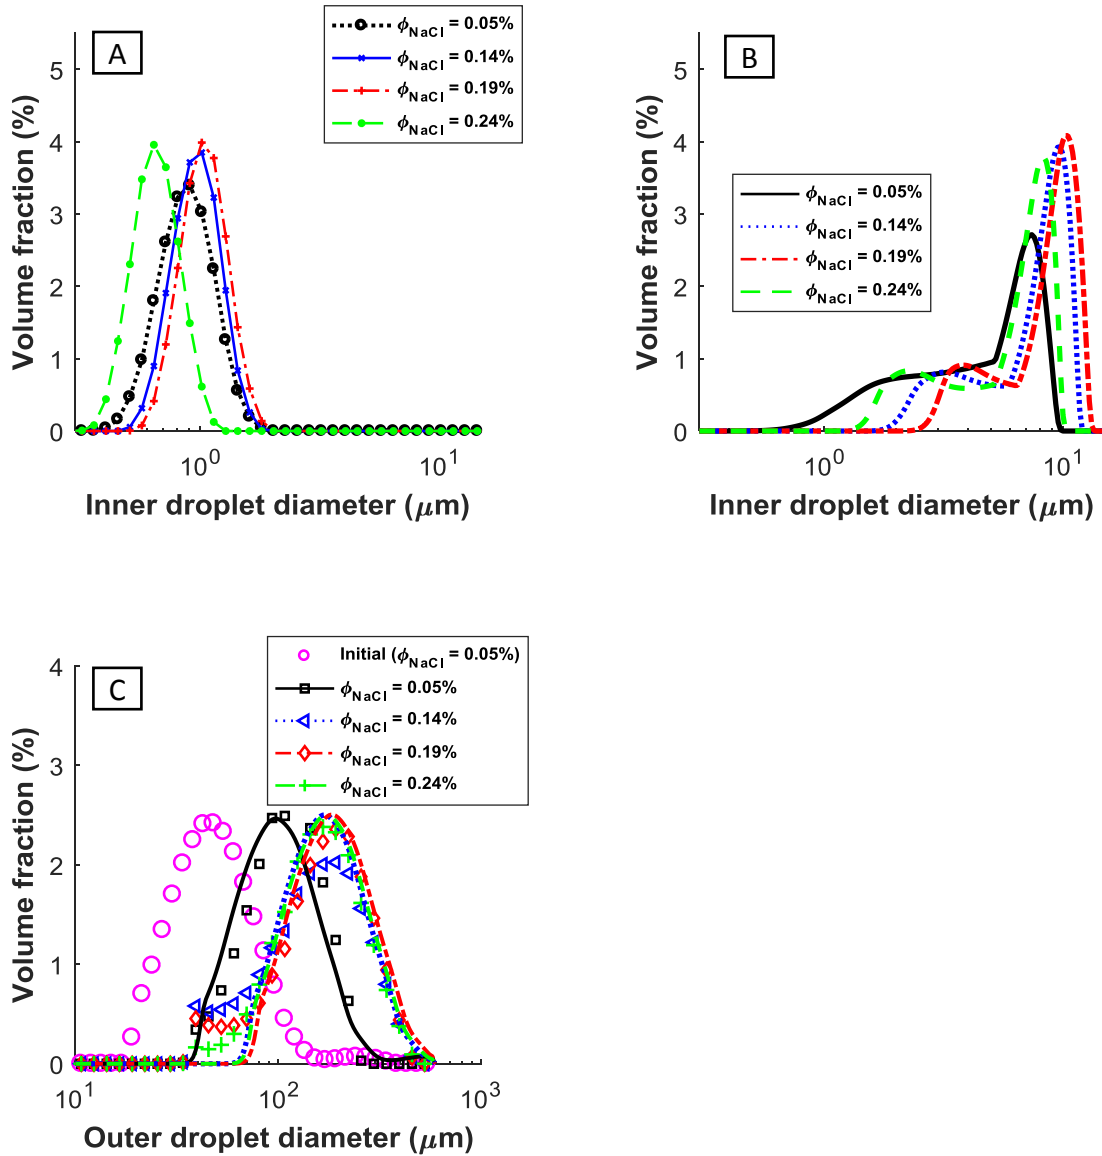 A
ϕNaCl = 0.05%
ϕNaCl = 0.14%
ϕNaCl = 0.19%
ϕNaCl = 0.24%
5
4
3
2
1
0
10^0
10^1
Volume fraction (%)
Inner droplet diameter (μm)
B
ϕNaCl = 0.05%
ϕNaCl = 0.14%
ϕNaCl = 0.19%
ϕNaCl = 0.24%
5
4
3
2
1
0
10^0
10^1
Volume fraction (%)
Inner droplet diameter (μm)
C
Initial (ϕNaCl = 0.05%)
ϕNaCl = 0.05%
ϕNaCl = 0.14%
ϕNaCl = 0.19%
ϕNaCl = 0.24%
4
3
2
1
0
10^1
10^2
10^3
Volume fraction (%)
Outer droplet diameter (μm)